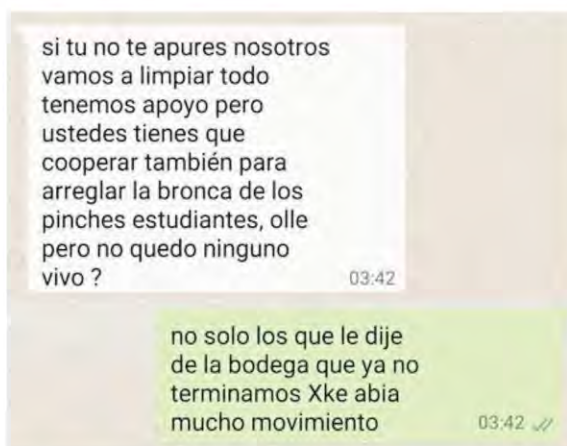 si tu no te apures nosotros
vamos a limpiar todo
tenemos apoyo pero
ustedes tienes que
cooperar también para
arreglar la bronca de los
pinches estudiantes, olle
pero no quedo ninguno
vivo ?
03:42
no solo los que le dije
de la bodega que ya no
terminamos Xke abia
mucho movimiento
03:42